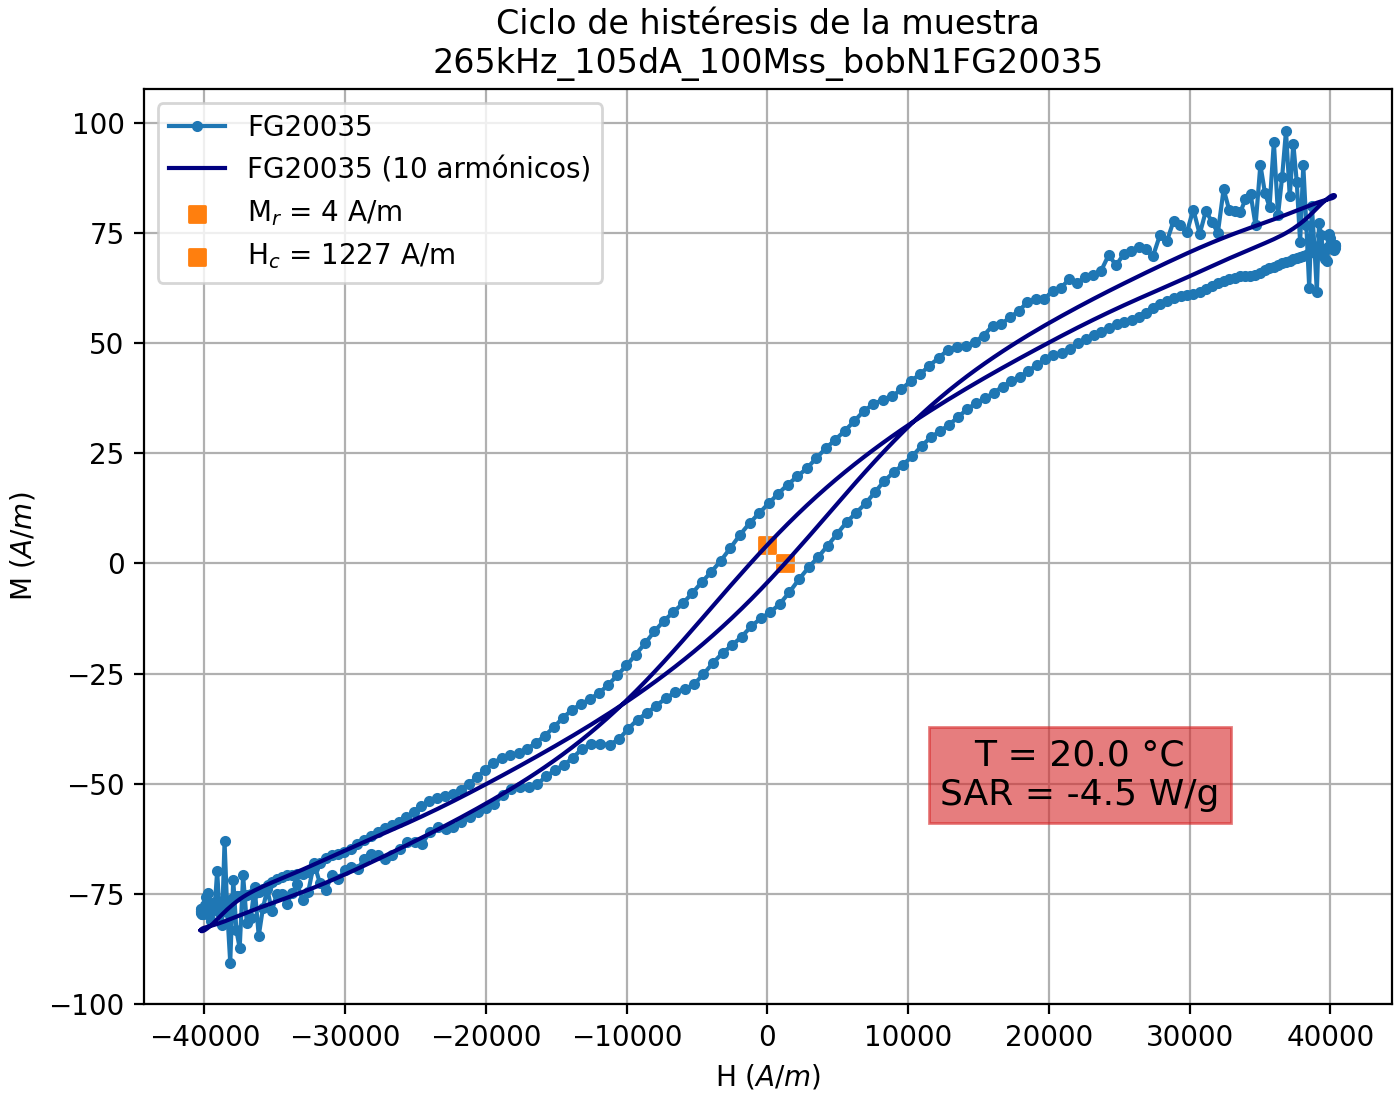 Ciclo de histéresis de la muestra
265kHz_105dA_100Mss_bobN1FG20035
FG20035
FG20035 (10 armónicos)
Mr = 4 A/m
Hc = 1227 A/m
100
75
50
25
0
−25
−50
−75
−100
M (A/m)
T = 20.0 °C
SAR = -4.5 W/g
−40000 −30000 −20000 −10000 0 10000 20000 30000 40000
H (A/m)